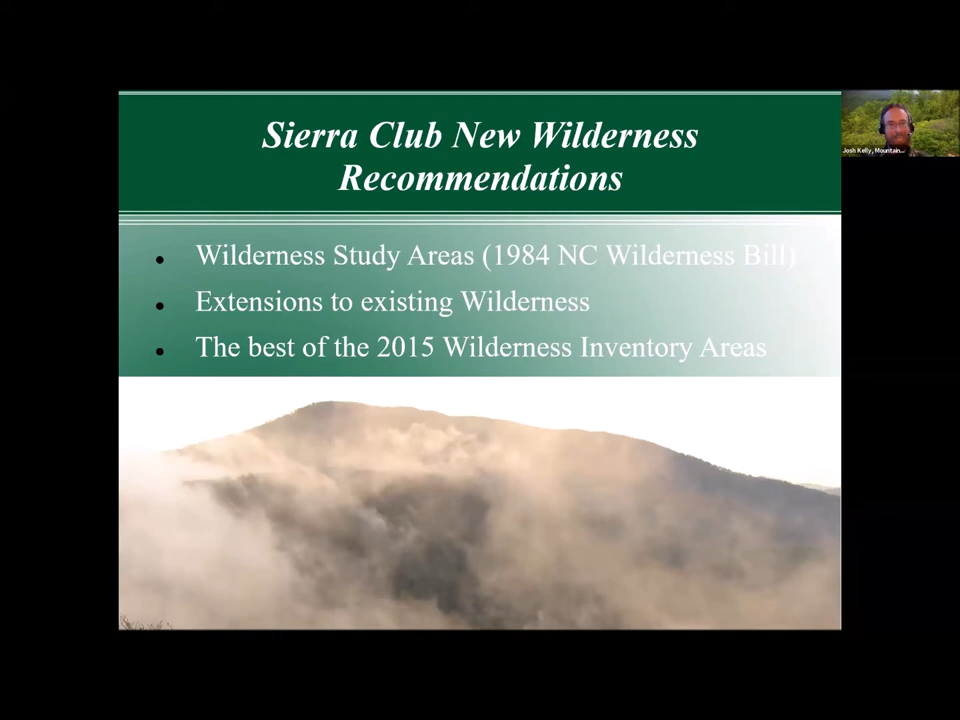 Sierra Club New Wilderness
Recommendations
Wilderness Study Areas (1984 NC Wilderness Bill)
Extensions to existing Wilderness
The best of the 2015 Wilderness Inventory Areas
Josh Kelly, Mountain...